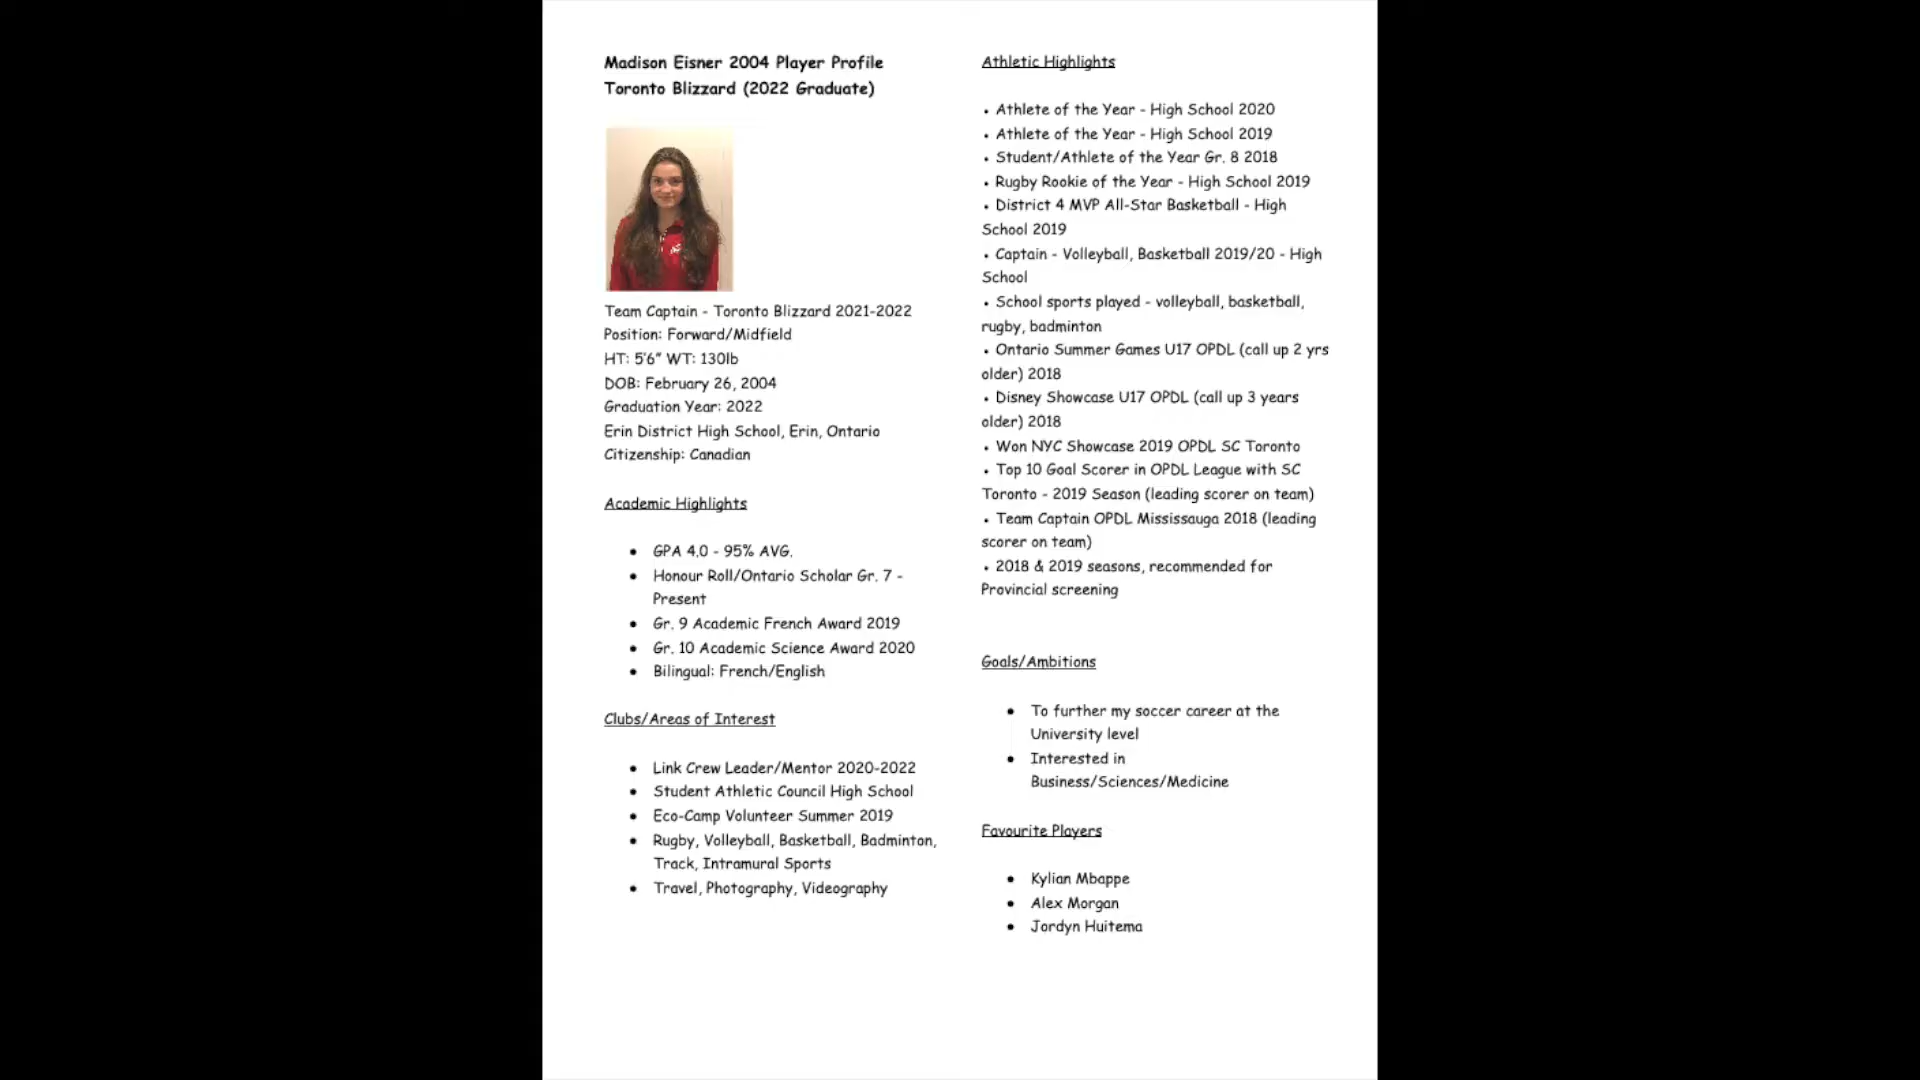 Madison Eisner 2004 Player Profile
Toronto Blizzard (2022 Graduate)
Team Captain - Toronto Blizzard 2021-2022
Position: Forward/Midfield
HT: 5'6" WT: 130lb
DOB: February 26, 2004
Graduation Year: 2022
Erin District High School, Erin, Ontario
Citizenship: Canadian
Academic Highlights
• GPA 4.0 - 95% AVG.
• Honour Roll/Ontario Scholar Gr. 7 -
Present
• Gr. 9 Academic French Award 2019
• Gr. 10 Academic Science Award 2020
• Bilingual: French/English
Clubs/Areas of Interest
• Link Crew Leader/Mentor 2020-2022
• Student Athletic Council High School
• Eco-Camp Volunteer Summer 2019
• Rugby, Volleyball, Basketball, Badminton,
Track, Intramural Sports
• Travel, Photography, Videography
Athletic Highlights
• Athlete of the Year - High School 2020
• Athlete of the Year - High School 2019
• Student/Athlete of the Year Gr. 8 2018
• Rugby Rookie of the Year - High School 2019
• District 4 MVP All-Star Basketball - High
School 2019
• Captain - Volleyball, Basketball 2019/20 - High
School
• School sports played - volleyball, basketball,
rugby, badminton
• Ontario Summer Games U17 OPDL (call up 2 yrs
older) 2018
• Disney Showcase U17 OPDL (call up 3 years
older) 2018
• Won NYC Showcase 2019 OPDL SC Toronto
• Top 10 Goal Scorer in OPDL League with SC
Toronto - 2019 Season (leading scorer on team)
• Team Captain OPDL Mississauga 2018 (leading
scorer on team)
• 2018 & 2019 seasons, recommended for
Provincial screening
Goals/Ambitions
• To further my soccer career at the
University level
• Interested in
Business/Sciences/Medicine
Favourite Players
• Kylian Mbappe
• Alex Morgan
• Jordyn Huitema